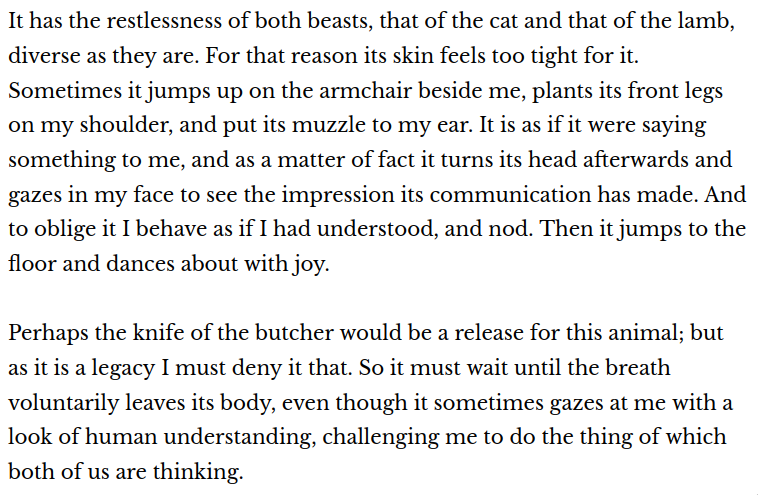 It has the restlessness of both beasts, that of the cat and that of the lamb,
diverse as they are. For that reason its skin feels too tight for it.
Sometimes it jumps up on the armchair beside me, plants its front legs
on my shoulder, and put its muzzle to my ear. It is as if it were saying
something to me, and as a matter of fact it turns its head afterwards and
gazes in my face to see the impression its communication has made. And
to oblige it I behave as if I had understood, and nod. Then it jumps to the
floor and dances about with joy.

Perhaps the knife of the butcher would be a release for this animal; but
as it is a legacy I must deny it that. So it must wait until the breath
voluntarily leaves its body, even though it sometimes gazes at me with a
look of human understanding, challenging me to do the thing of which
both of us are thinking.